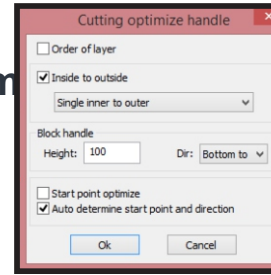 Cutting optimize handle
Order of layer
Inside to outside
Single inner to outer
Block handle
Height: 100 Dir: Bottom to
Start point optimize
Auto determine start point and direction
Ok Cancel